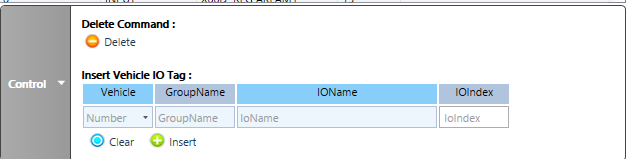 Delete Command :
Delete
Control
Insert Vehicle IO Tag :
Vehicle GroupName IOName IOIndex
Number GroupName IoName IoIndex
Clear Insert